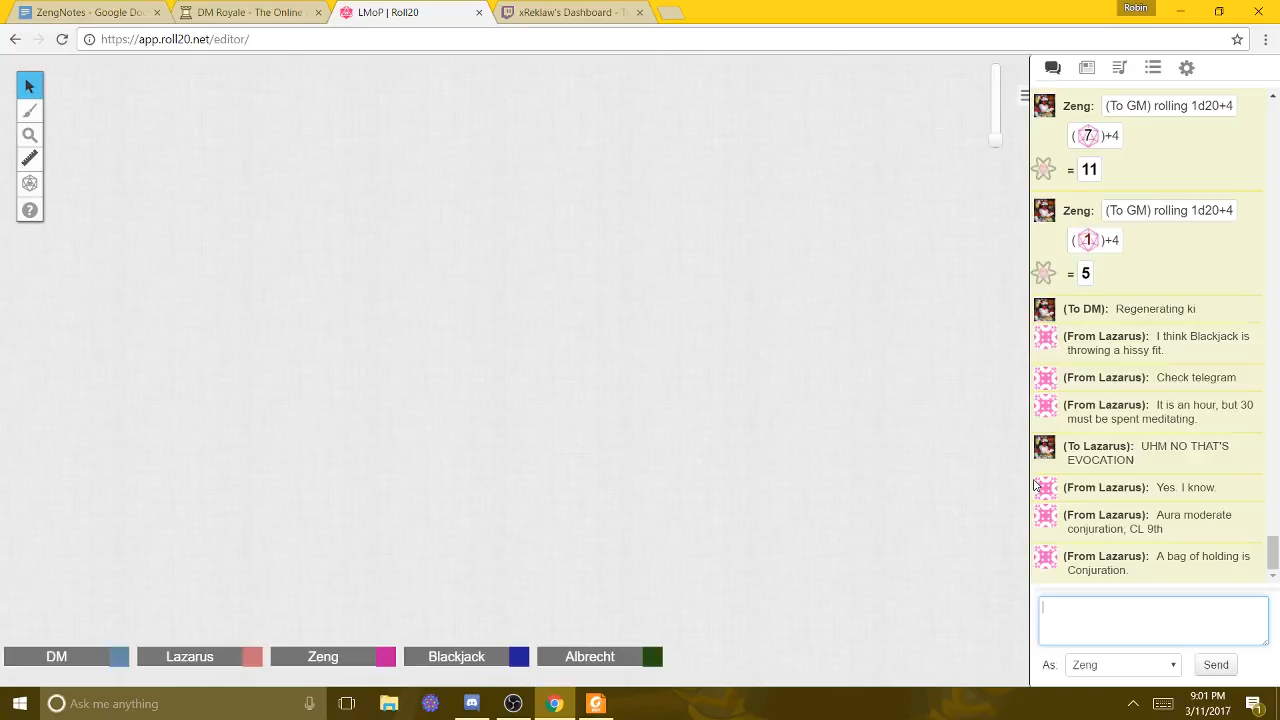 ZengNotes - Google Doc
DM Royale - The Online
LMoP | Roll20
xReklaw's Dashboard - T
Robin
https://app.roll20.net/editor/
Zeng: (To GM) rolling 1d20+4
(7)+4
= 11
Zeng: (To GM) rolling 1d20+4
(1)+4
= 5
(To DM): Regenerating ki
(From Lazarus): I think Blackjack is
throwing a hissy fit.
(From Lazarus): Check telegram
(From Lazarus): It is an hour, but 30
must be spent meditating.
(To Lazarus): UHM NO THAT'S
EVOCATION
(From Lazarus): Yes. I know.
(From Lazarus): Aura moderate
conjuration; CL 9th
(From Lazarus): A bag of holding is
Conjuration.
As: Zeng Send
DM Lazarus Zeng Blackjack Albrecht
Ask me anything
9:01 PM
3/11/2017